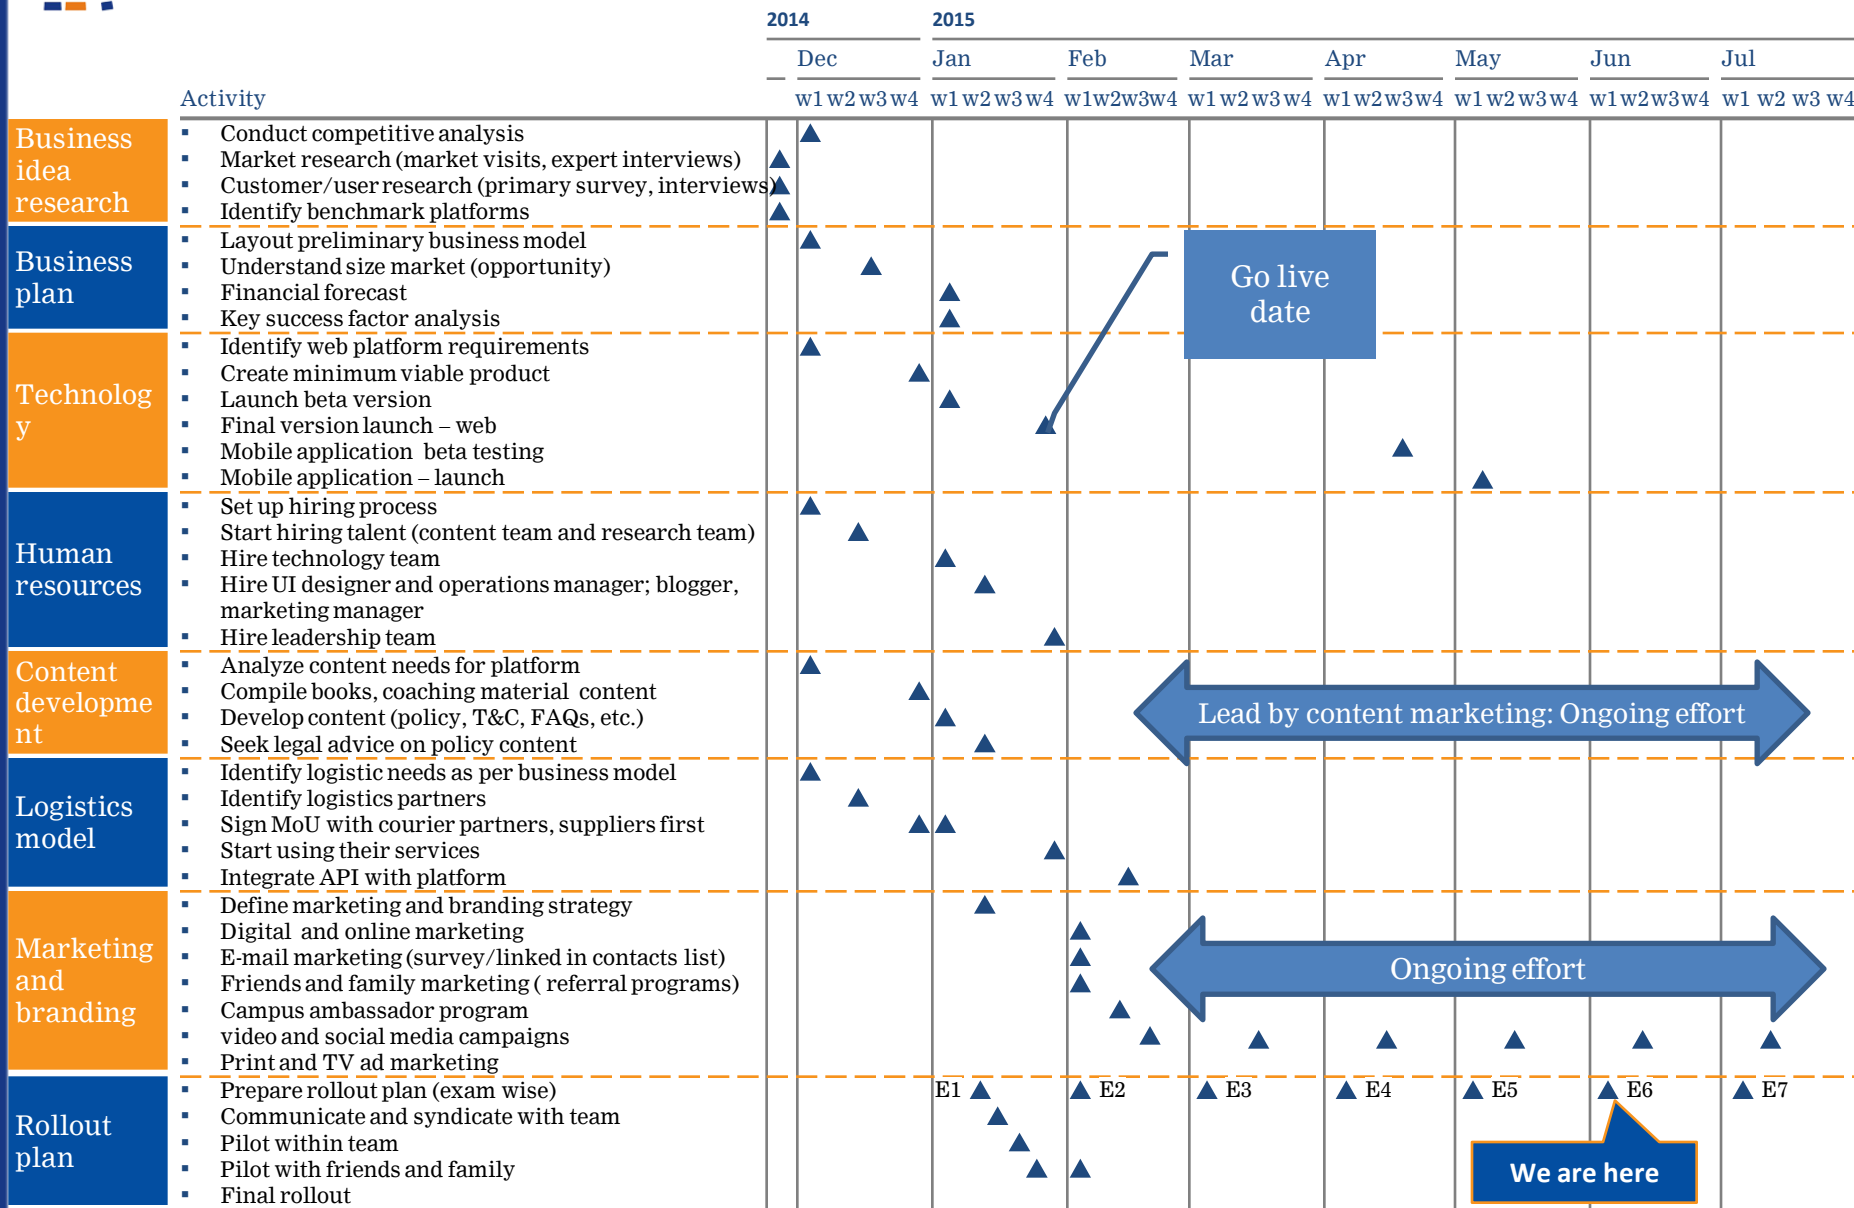 2014 2015
Dec Jan Feb Mar Apr May Jun Jul
Activity w1 w2 w3 w4 w1 w2 w3 w4 w1 w2 w3 w4 w1 w2 w3 w4 w1 w2 w3 w4 w1 w2 w3 w4 w1 w2 w3 w4 w1 w2 w3 w4
Business
idea
research
▪ Conduct competitive analysis
▪ Market research (market visits, expert interviews)
▪ Customer/user research (primary survey, interviews)
▪ Identify benchmark platforms
Business
plan
▪ Layout preliminary business model
▪ Understand size market (opportunity)
▪ Financial forecast
▪ Key success factor analysis
Go live
date
Technolog
y
▪ Identify web platform requirements
▪ Create minimum viable product
▪ Launch beta version
▪ Final version launch – web
▪ Mobile application beta testing
▪ Mobile application – launch
Human
resources
▪ Set up hiring process
▪ Start hiring talent (content team and research team)
▪ Hire technology team
▪ Hire UI designer and operations manager; blogger,
marketing manager
▪ Hire leadership team
Content
developme
nt
▪ Analyze content needs for platform
▪ Compile books, coaching material content
▪ Develop content (policy, T&C, FAQs, etc.)
▪ Seek legal advice on policy content
Lead by content marketing: Ongoing effort
Logistics
model
▪ Identify logistic needs as per business model
▪ Identify logistics partners
▪ Sign MoU with courier partners, suppliers first
▪ Start using their services
▪ Integrate API with platform
Marketing
and
branding
▪ Define marketing and branding strategy
▪ Digital and online marketing
▪ E-mail marketing (survey/linked in contacts list)
▪ Friends and family marketing ( referral programs)
▪ Campus ambassador program
▪ video and social media campaigns
▪ Print and TV ad marketing
Ongoing effort
Rollout
plan
▪ Prepare rollout plan (exam wise)
E1 E2 E3 E4 E5 E6 E7
▪ Communicate and syndicate with team
▪ Pilot within team
▪ Pilot with friends and family
▪ Final rollout
We are here